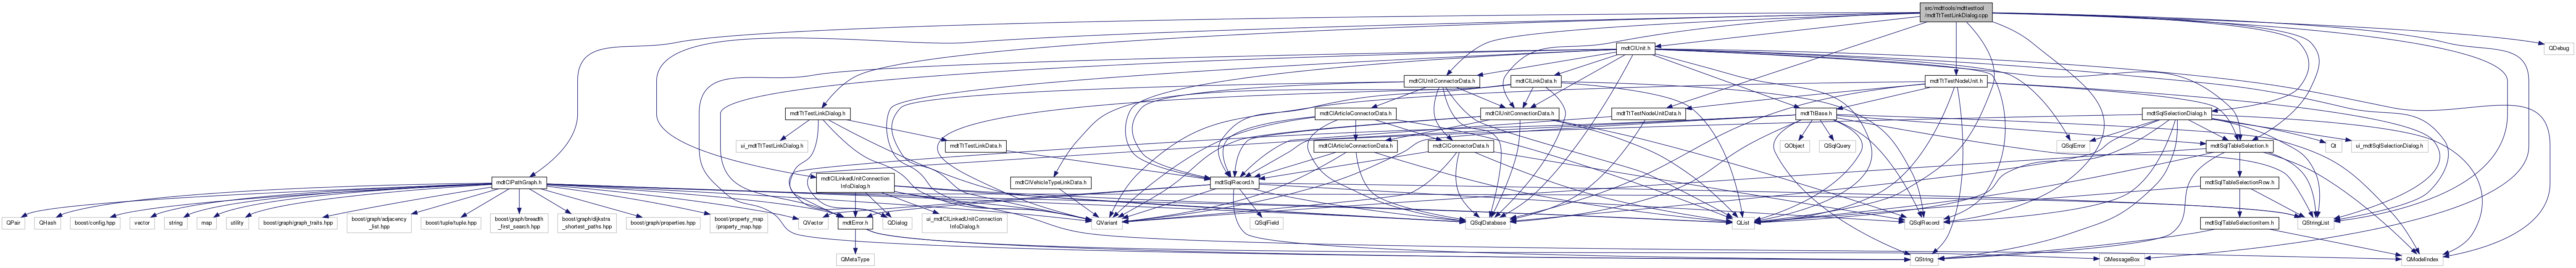 src/mdttools/mdttesttool
/mdtTtTestLinkDialog.cpp
mdtClUnit.h
QDebug
mdtClUnitConnectorData.h
mdtClLinkData.h
mdtTtTestNodeUnit.h
mdtTtTestLinkDialog.h
mdtClArticleConnectorData.h
mdtClUnitConnectionData.h
mdtTtTestNodeUnitData.h
mdtTtBase.h
mdtSqlSelectionDialog.h
ui_mdtTtTestLinkDialog.h
mdtTtTestLinkData.h
mdtClArticleConnectionData.h
mdtClConnectorData.h
QObject
QSqlQuery
QSqlError
mdtSqlTableSelection.h
Qt
ui_mdtSqlSelectionDialog.h
mdtClPathGraph.h
mdtClLinkedUnitConnection
InfoDialog.h
mdtClVehicleTypeLinkData.h
mdtSqlRecord.h
mdtSqlTableSelectionRow.h
QPair
QHash
boost/config.hpp
vector
string
map
utility
boost/graph/graph_traits.hpp
boost/graph/adjacency
_list.hpp
boost/tuple/tuple.hpp
boost/graph/breadth
_first_search.hpp
boost/graph/dijkstra
_shortest_paths.hpp
boost/graph/properties.hpp
boost/property_map
/property_map.hpp
QVector
mdtError.h
QDialog
ui_mdtClLinkedUnitConnection
InfoDialog.h
QVariant
QSqlField
QSqlDatabase
QList
QSqlRecord
mdtSqlTableSelectionItem.h
QStringList
QMetaType
QString
QMessageBox
QModelIndex